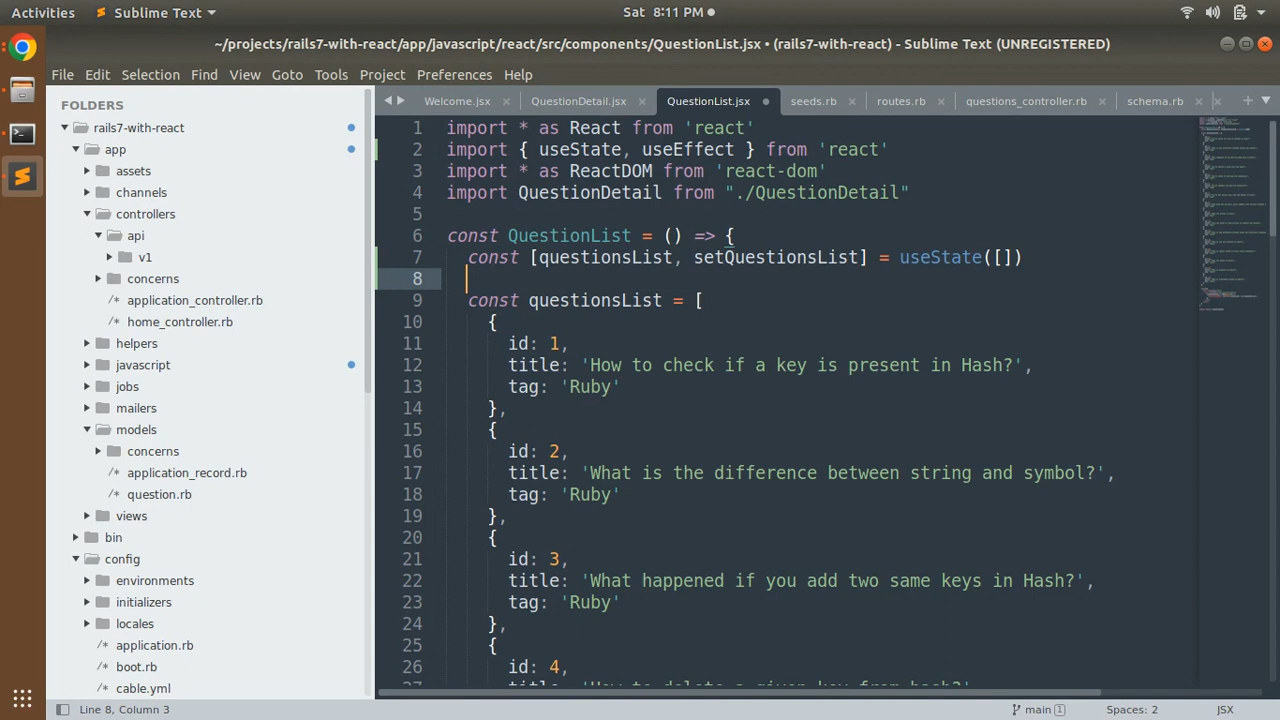 Activities
Sublime Text
Sat 8:11 PM
~/projects/rails7-with-react/app/javascript/react/src/components/QuestionList.jsx • (rails7-with-react) - Sublime Text (UNREGISTERED)
File Edit Selection Find View Goto Tools Project Preferences Help
FOLDERS
rails7-with-react
app
assets
channels
controllers
api
v1
concerns
application_controller.rb
home_controller.rb
helpers
javascript
jobs
mailers
models
concerns
/* application_record.rb
/* question.rb
views
bin
config
environments
initializers
locales
/* application.rb
/* boot.rb
/* cable.yml
Welcome.jsx × QuestionDetail.jsx × QuestionList.jsx • seeds.rb × routes.rb × questions_controller.rb × schema.rb × × +
1 import * as React from 'react'
2 import { useState, useEffect } from 'react'
3 import * as ReactDOM from 'react-dom'
4 import QuestionDetail from "./QuestionDetail"
5
6 const QuestionList = () => {
7 const [questionsList, setQuestionsList] = useState([])
8
9 const questionsList = [
10 {
11 id: 1,
12 title: 'How to check if a key is present in Hash?',
13 tag: 'Ruby'
14 },
15 {
16 id: 2,
17 title: 'What is the difference between string and symbol?',
18 tag: 'Ruby'
19 },
20 {
21 id: 3,
22 title: 'What happened if you add two same keys in Hash?',
23 tag: 'Ruby'
24 },
25 {
26 id: 4,
27 title: 'How to delete a given key from hash?'
Line 8, Column 3
main 1
Spaces: 2
JSX